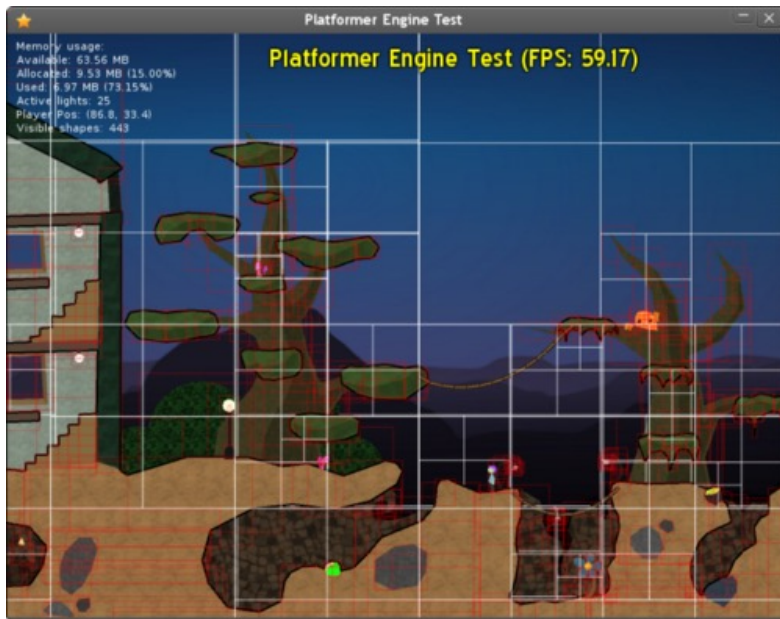 Platformer Engine Test
Memory usage:
Available: 63.56 MB
Allocated: 9.53 MB (15.00%)
Used: 6.97 MB (73.15%)
Active lights: 25
Player Pos: (86.8, 33.4)
Visible shapes: 443
Platformer Engine Test (FPS: 59.17)